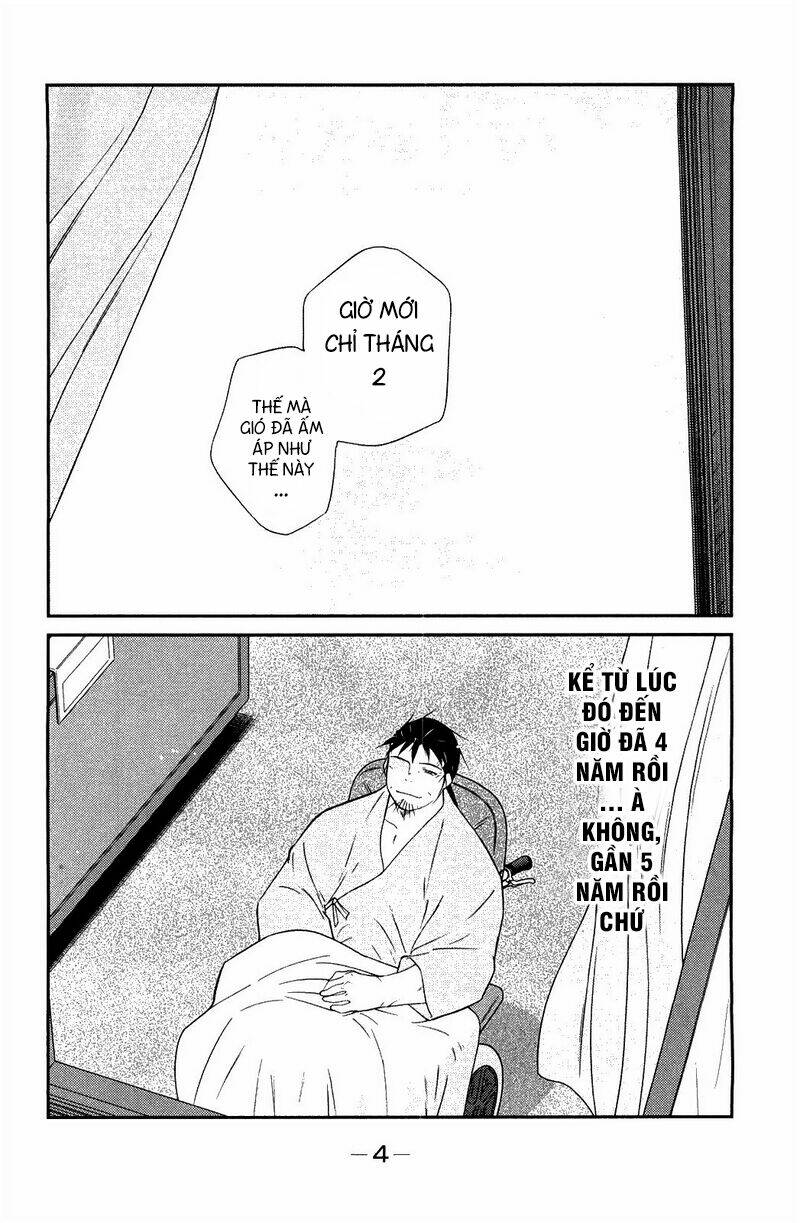 GIỜ MỚI
CHỈ THÁNG
2
THẾ MÀ
GIÓ ĐÃ ẤM
ÁP NHƯ
THẾ NÀY
...
KỂ TỪ LÚC
ĐÓ ĐẾN
GIỜ ĐÃ 4
NĂM RỒI
... À
KHÔNG,
GẦN 5
NĂM RỒI
CHỨ
—4—